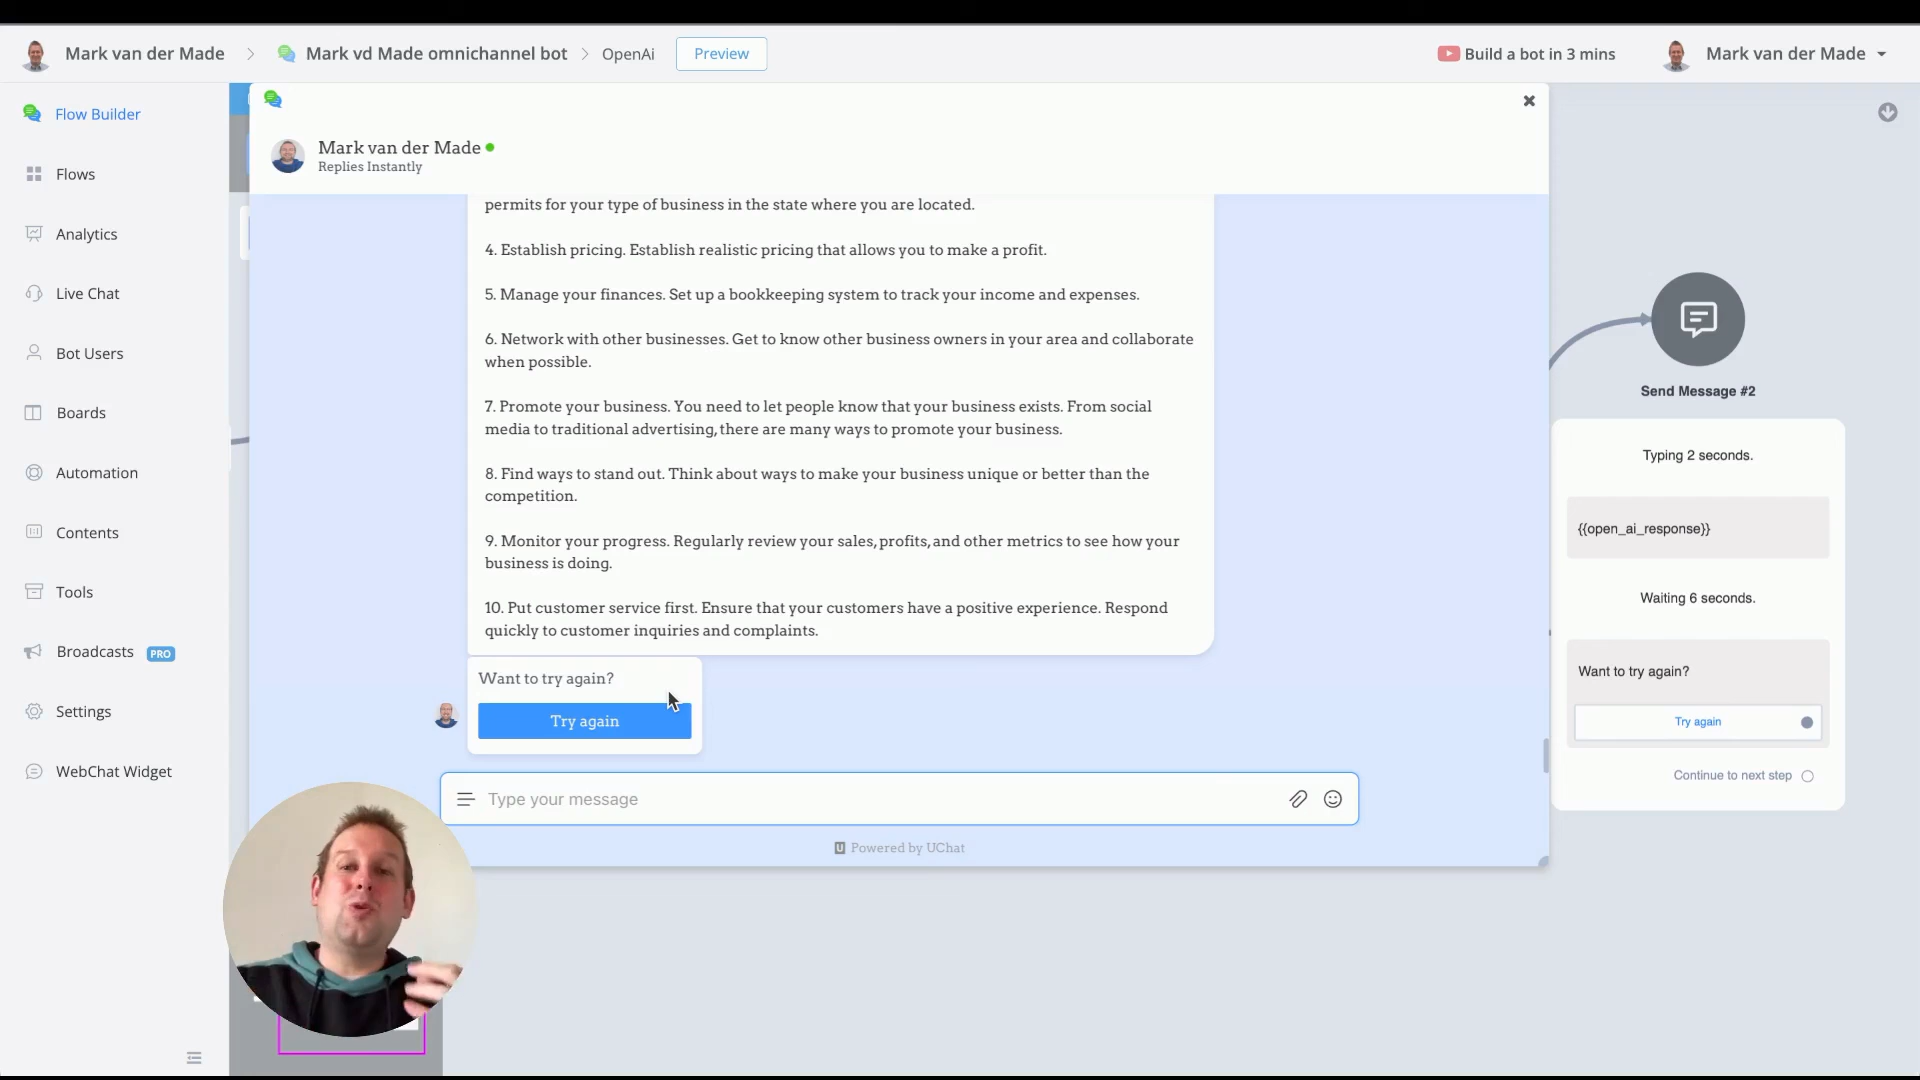 Mark van der Made
Mark vd Made omnichannel bot
OpenAi
Preview
Build a bot in 3 mins
Mark van der Made
Flow Builder
Flows
Analytics
Live Chat
Bot Users
Boards
Automation
Contents
Tools
Broadcasts PRO
Settings
WebChat Widget
Mark van der Made
Replies Instantly
permits for your type of business in the state where you are located.
4. Establish pricing. Establish realistic pricing that allows you to make a profit.
5. Manage your finances. Set up a bookkeeping system to track your income and expenses.
6. Network with other businesses. Get to know other business owners in your area and collaborate
when possible.
7. Promote your business. You need to let people know that your business exists. From social
media to traditional advertising, there are many ways to promote your business.
8. Find ways to stand out. Think about ways to make your business unique or better than the
competition.
9. Monitor your progress. Regularly review your sales, profits, and other metrics to see how your
business is doing.
10. Put customer service first. Ensure that your customers have a positive experience. Respond
quickly to customer inquiries and complaints.
Want to try again?
Try again
Type your message
Powered by UChat
Send Message #2
Typing 2 seconds.
{{open_ai_response}}
Waiting 6 seconds.
Want to try again?
Try again
Continue to next step